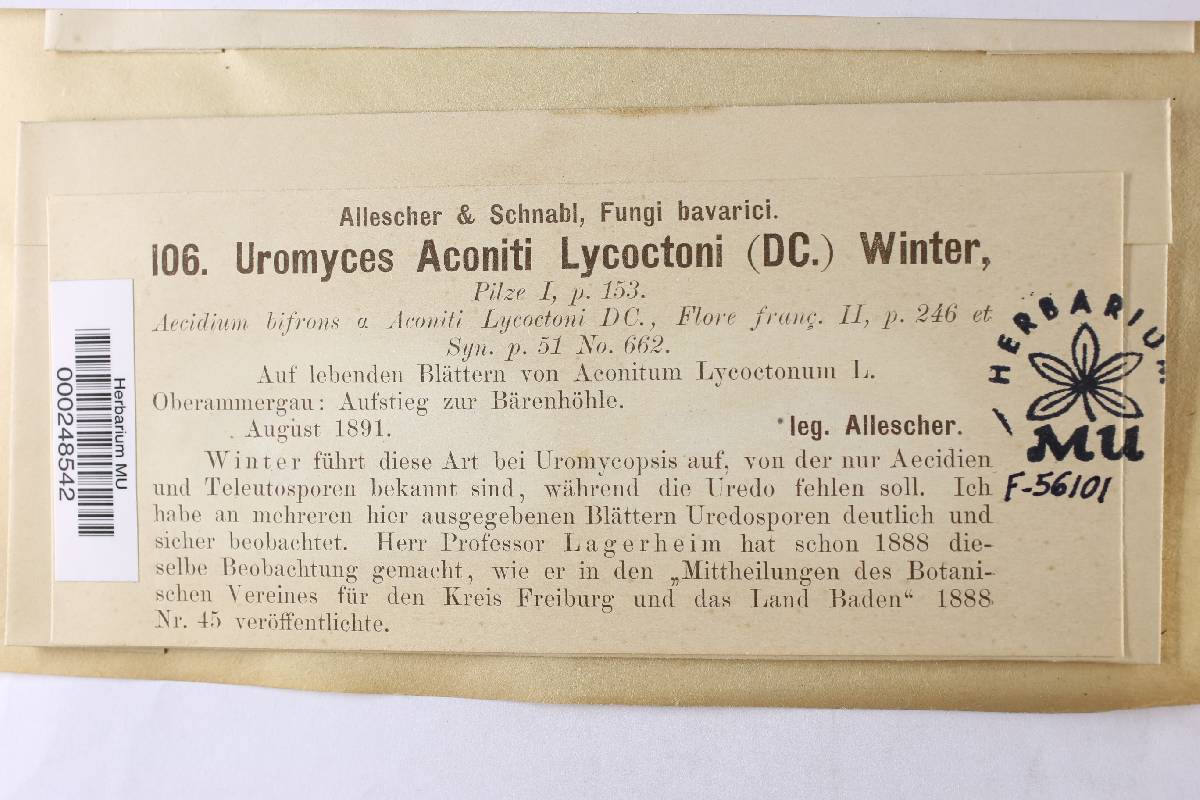 Allescher & Schnabl, Fungi bavarici.
106. Uromyces Aconiti Lycoctoni (DC.) Winter,
Pilze I, p. 153.
Aecidium bifrons α Aconiti Lycoctoni DC., Flore franç. II, p. 246 et
Syn. p. 51 No. 662.
Auf lebenden Blättern von Aconitum Lycoctonum L.
Oberammergau: Aufstieg zur Bärenhöhle.
August 1891.
leg. Allescher.
Winter führt diese Art bei Uromycopsis auf, von der nur Aecidien
und Teleutosporen bekannt sind, während die Uredo fehlen soll. Ich
habe an mehreren hier ausgegebenen Blättern Uredosporen deutlich und
sicher beobachtet. Herr Professor Lagerheim hat schon 1888 die-
selbe Beobachtung gemacht, wie er in den „Mittheilungen des Botani-
schen Vereines für den Kreis Freiburg und das Land Baden“ 1888
Nr. 45 veröffentlichte.
Herbarium MU
000248542
HERBARIUM
MU
F-56101